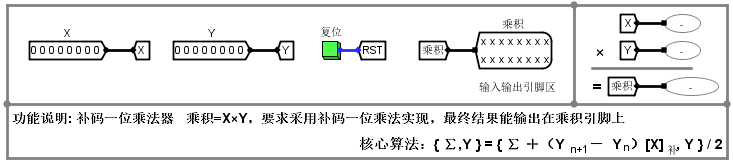 X
00000000 X
Y
00000000 Y
复位
RST
乘积
乘积 XXXXXXXX
XXXXXXXX
输入输出引脚区
X -
× Y -
= 乘积 -
功能说明: 补码一位乘法器 乘积=X×Y，要求采用补码一位乘法实现，最终结果能输出在乘积引脚上
核心算法：{ Σ,Y } = { Σ ＋（Y n+1 － Y n）[X] 补, Y } / 2